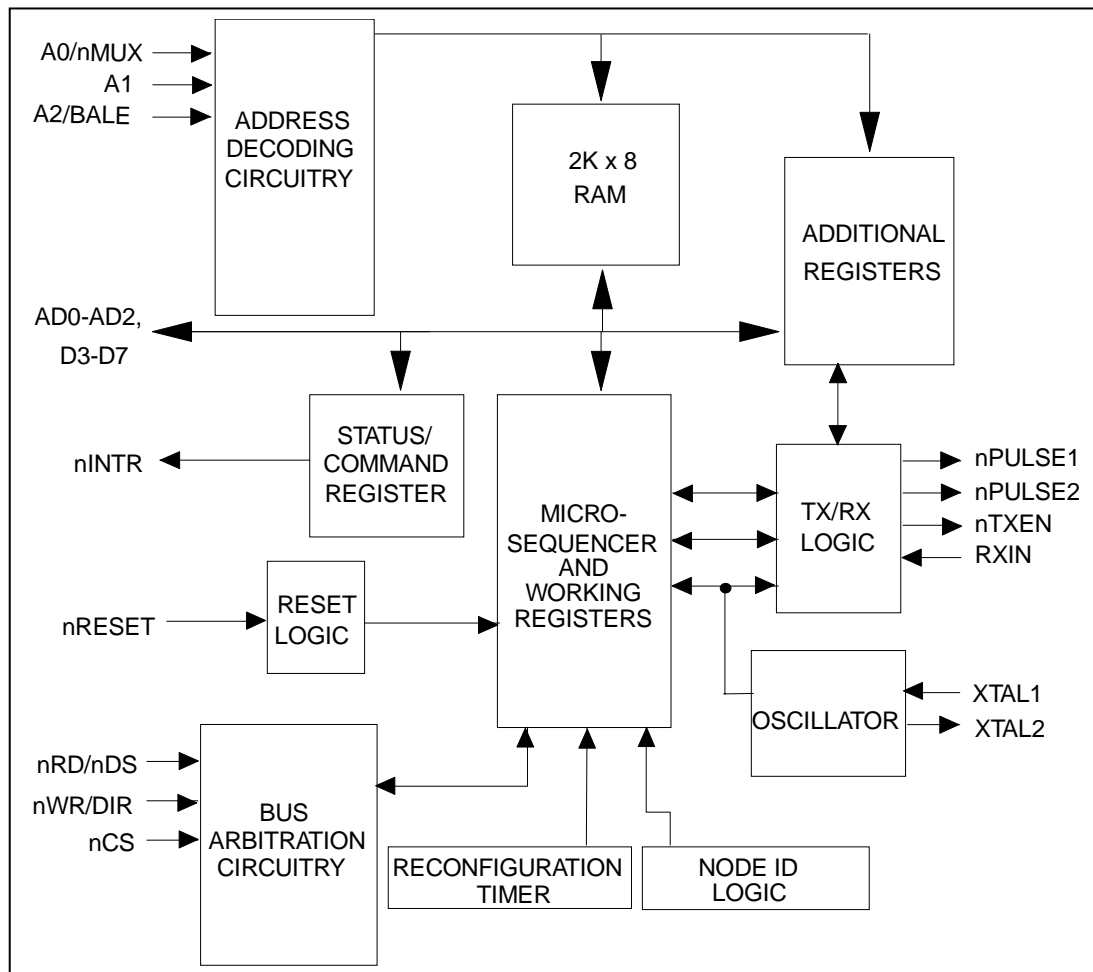 A0/nMUX
A1
A2/BALE
ADDRESS
DECODING
CIRCUITRY
2K x 8
RAM
ADDITIONAL
REGISTERS
AD0-AD2,
D3-D7
nINTR
STATUS/
COMMAND
REGISTER
MICRO-
SEQUENCER
AND
WORKING
REGISTERS
TX/RX
LOGIC
nPULSE1
nPULSE2
nTXEN
RXIN
nRESET
RESET
LOGIC
OSCILLATOR
XTAL1
XTAL2
nRD/nDS
nWR/DIR
nCS
BUS
ARBITRATION
CIRCUITRY
RECONFIGURATION
TIMER
NODE ID
LOGIC